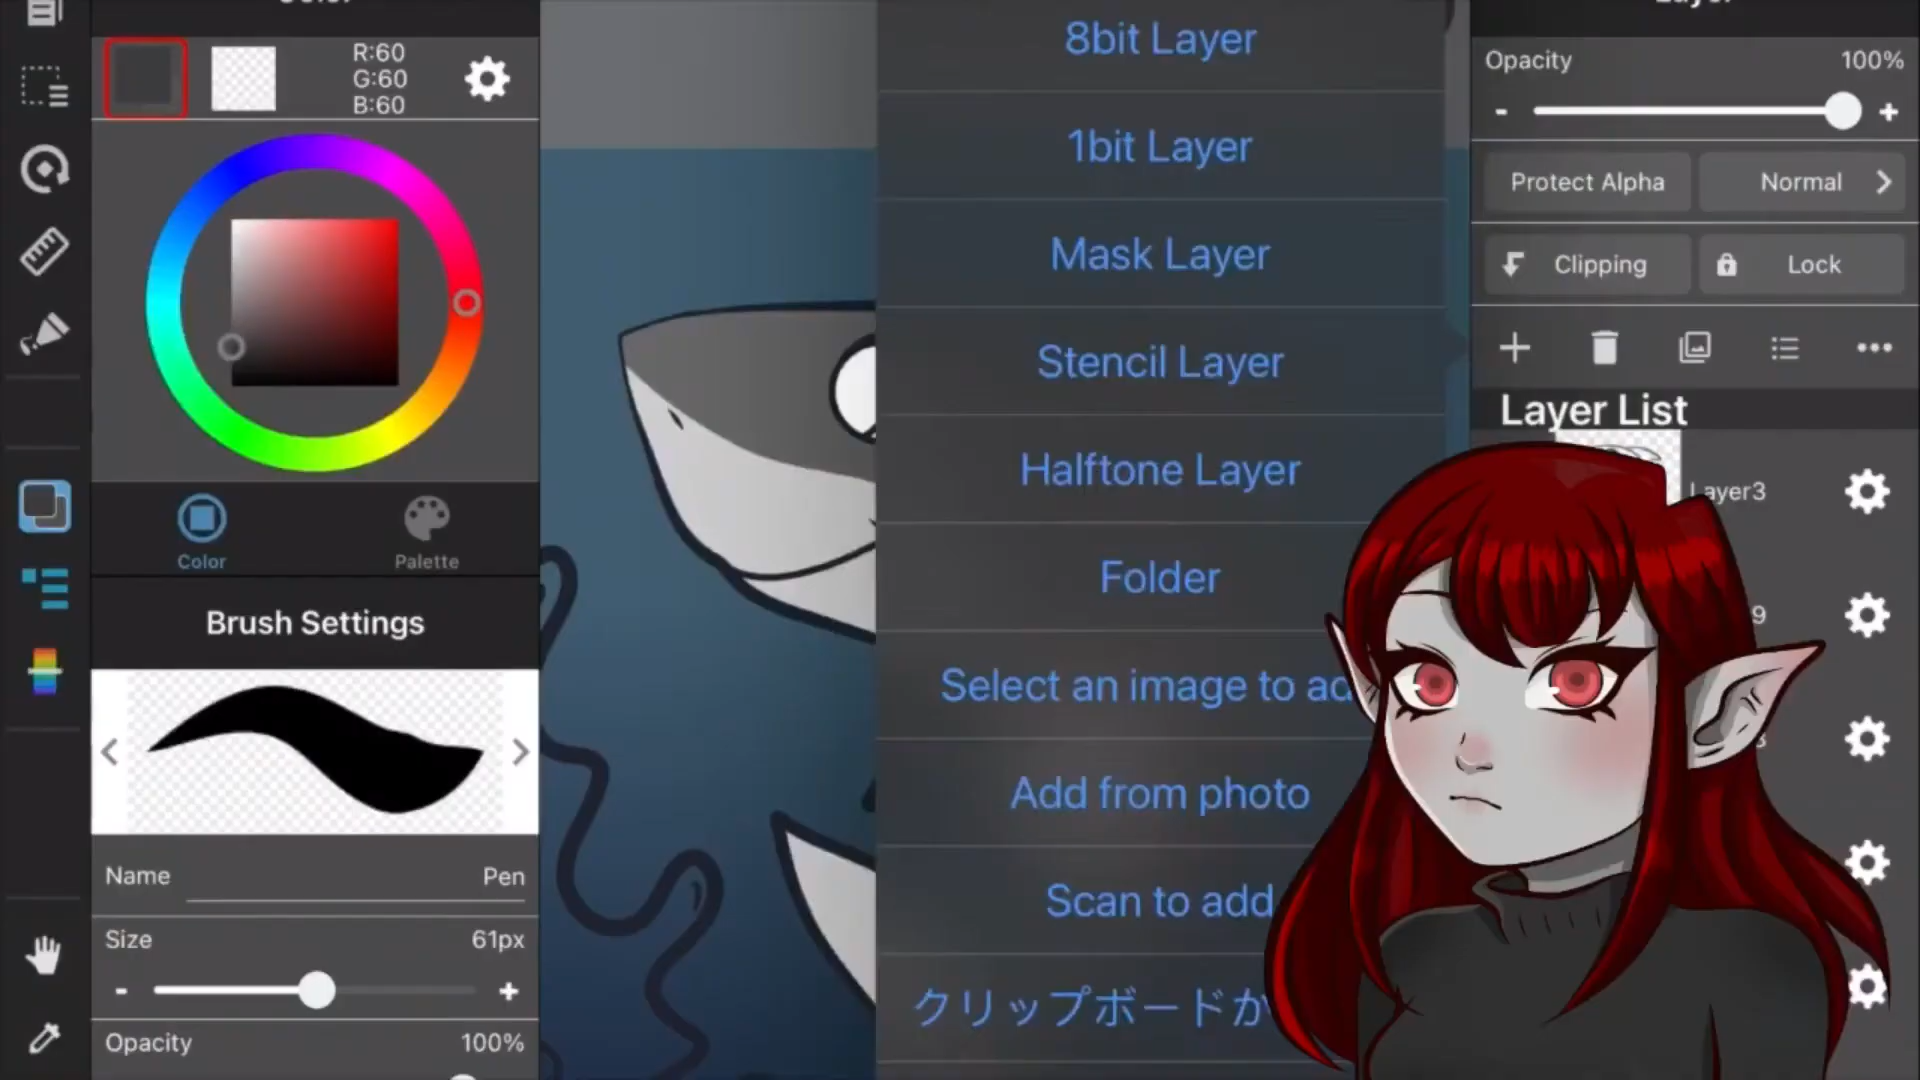 R:60
G:60
B:60
Color
Palette
Brush Settings
Name
Pen
Size
61px
-
+
Opacity
100%
8bit Layer
1bit Layer
Mask Layer
Stencil Layer
Halftone Layer
Folder
Select an image to
Add from photo
Scan to add
クリップボードか
Layer
Opacity
100%
-
+
Protect Alpha
Normal
Clipping
Lock
Layer List
Layer3
9